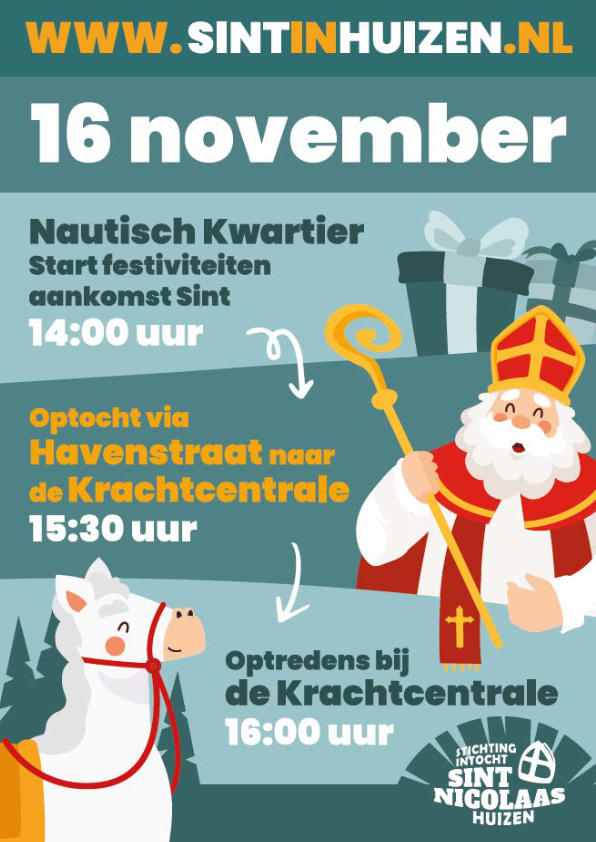 WWW.SINTINHUIZEN.NL
16 november
Nautisch Kwartier
Start festiviteiten
aankomst Sint
14:00 uur
Optocht via
Havenstraat naar
de Krachtcentrale
15:30 uur
Optredens bij
de Krachtcentrale
16:00 uur
STICHTING
INTOCHT
SINT
NICOLAAS
HUIZEN